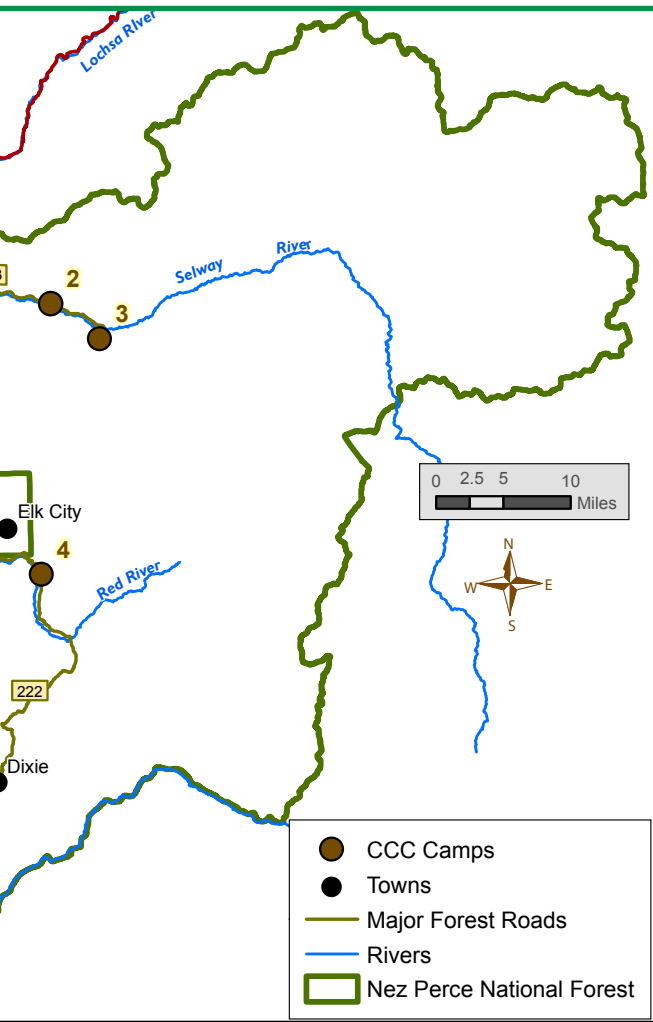 Lochsa River
River
Selway
2
3
3
0 2.5 5 10
Miles
Elk City
N
4
W E
Red River
S
222
Dixie
CCC Camps
Towns
Major Forest Roads
Rivers
Nez Perce National Forest